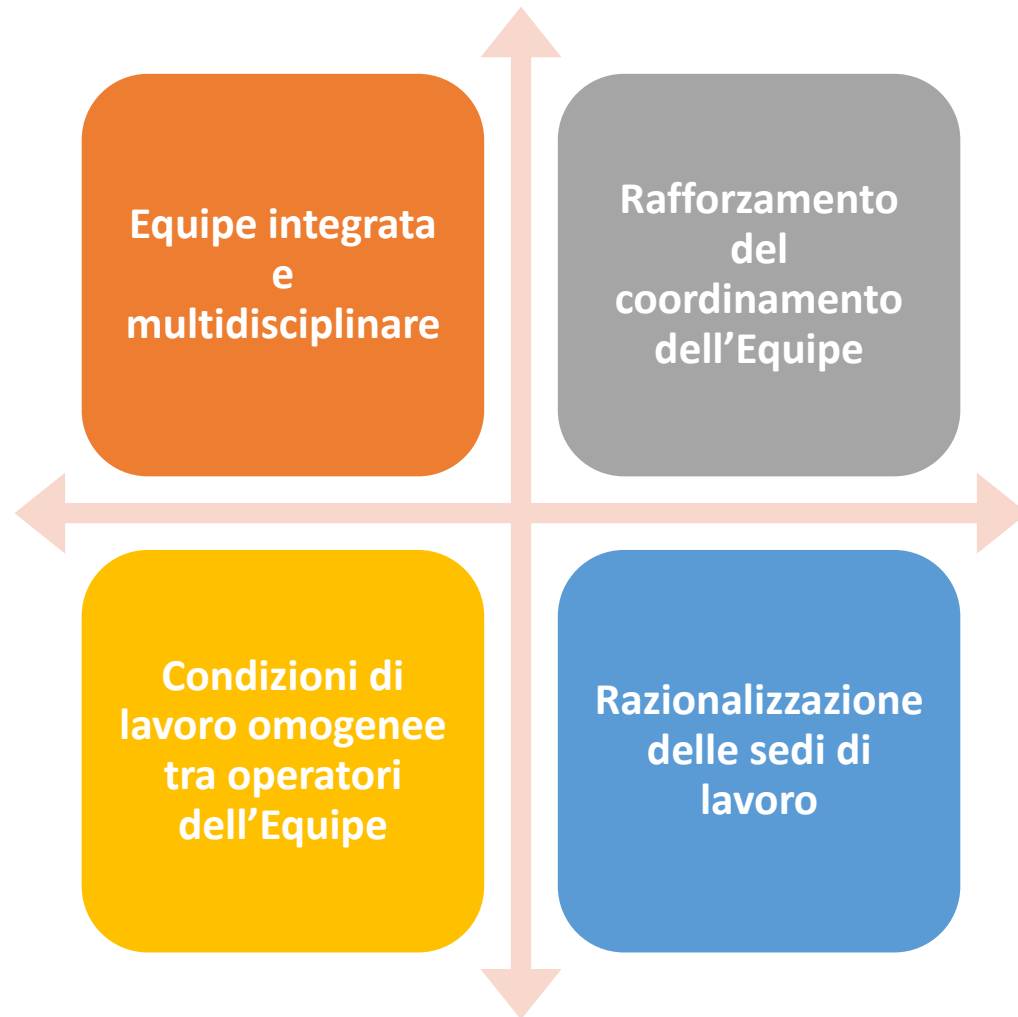 Equipe integrata
e
multidisciplinare
Rafforzamento
del
coordinamento
dell’Equipe
Condizioni di
lavoro omogenee
tra operatori
dell’Equipe
Razionalizzazione
delle sedi di
lavoro